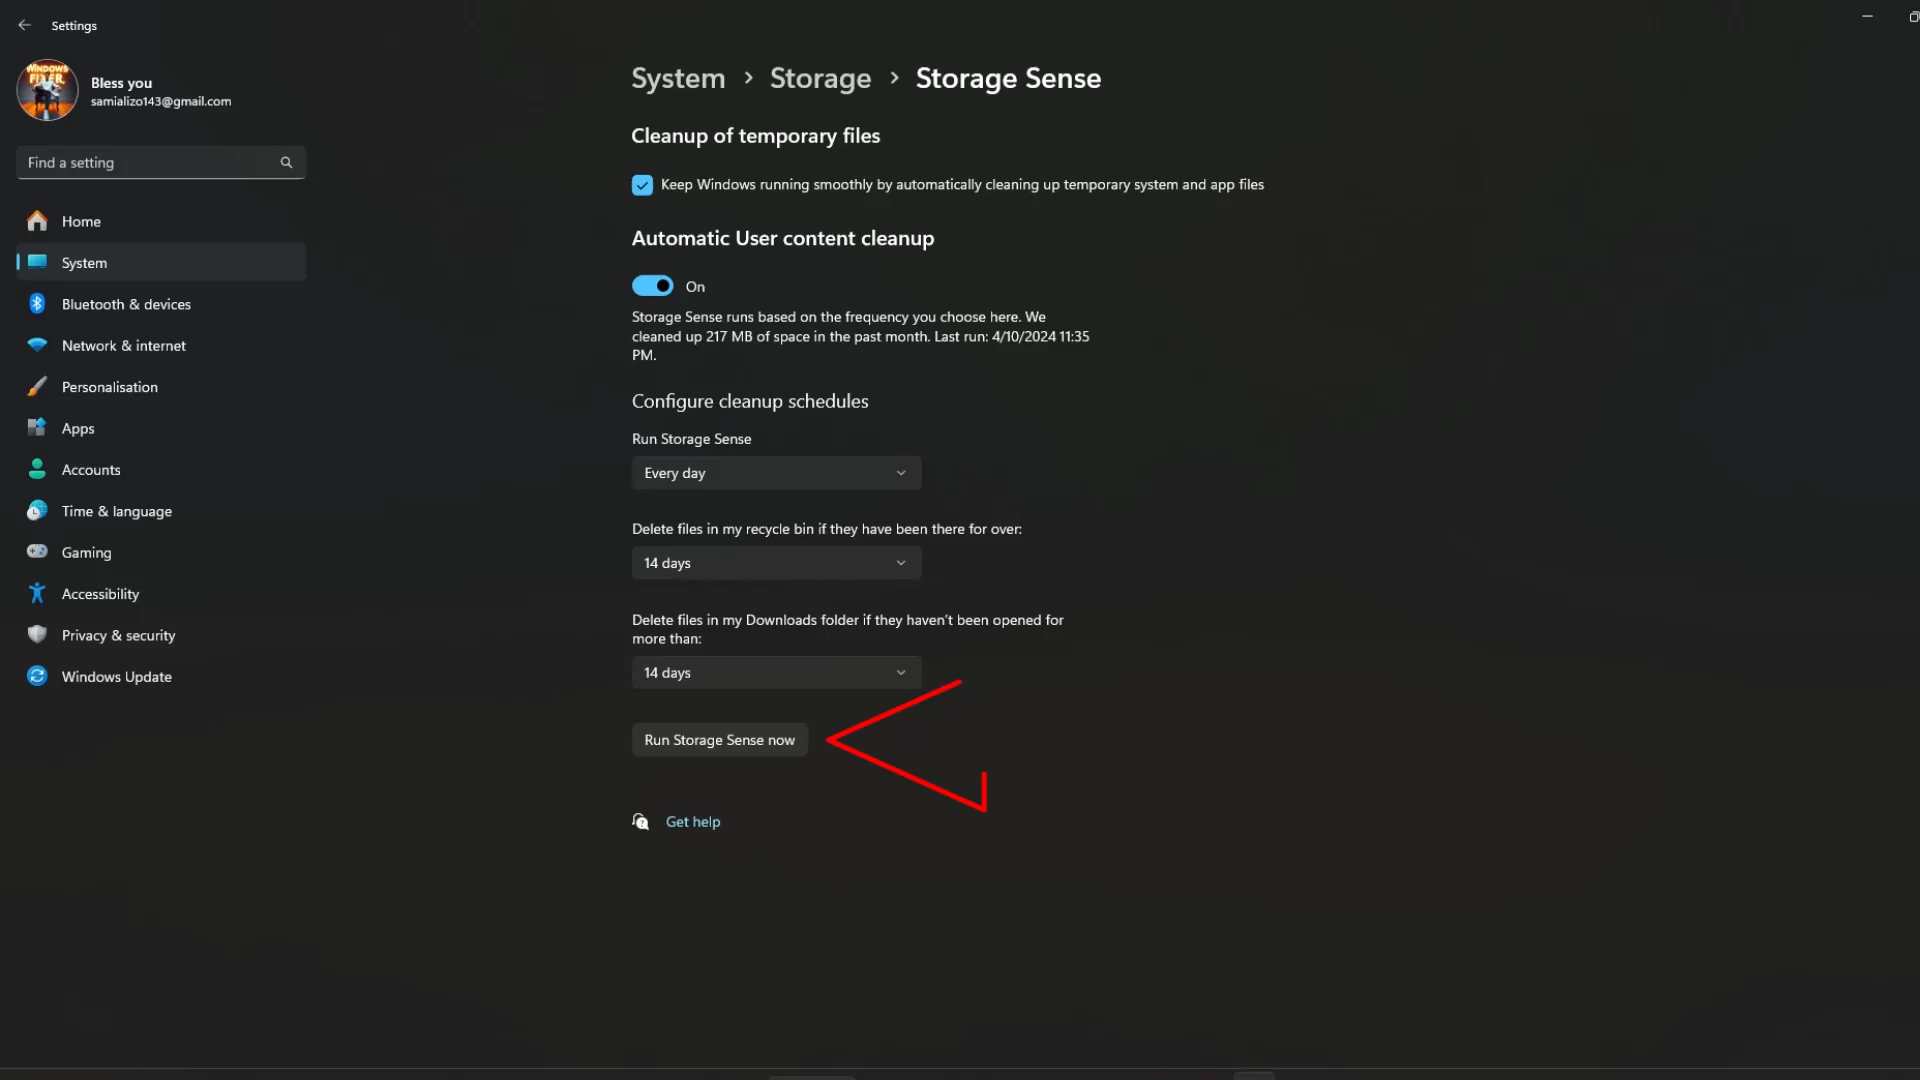 Settings
WINDOWS
FIXER
Bless you
samializo143@gmail.com
Find a setting
Home
System
Bluetooth & devices
Network & internet
Personalisation
Apps
Accounts
Time & language
Gaming
Accessibility
Privacy & security
Windows Update
System > Storage > Storage Sense
Cleanup of temporary files
Keep Windows running smoothly by automatically cleaning up temporary system and app files
Automatic User content cleanup
On
Storage Sense runs based on the frequency you choose here. We
cleaned up 217 MB of space in the past month. Last run: 4/10/2024 11:35
PM.
Configure cleanup schedules
Run Storage Sense
Every day
Delete files in my recycle bin if they have been there for over:
14 days
Delete files in my Downloads folder if they haven't been opened for
more than:
14 days
Run Storage Sense now
Get help